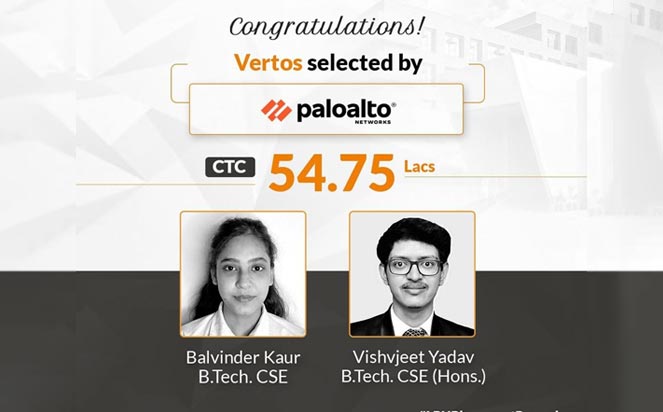 Congratulations!
Vertos selected by
paloalto®
NETWORKS
CTC 54.75 Lacs
Balvinder Kaur
B.Tech. CSE
Vishvjeet Yadav
B.Tech. CSE (Hons.)